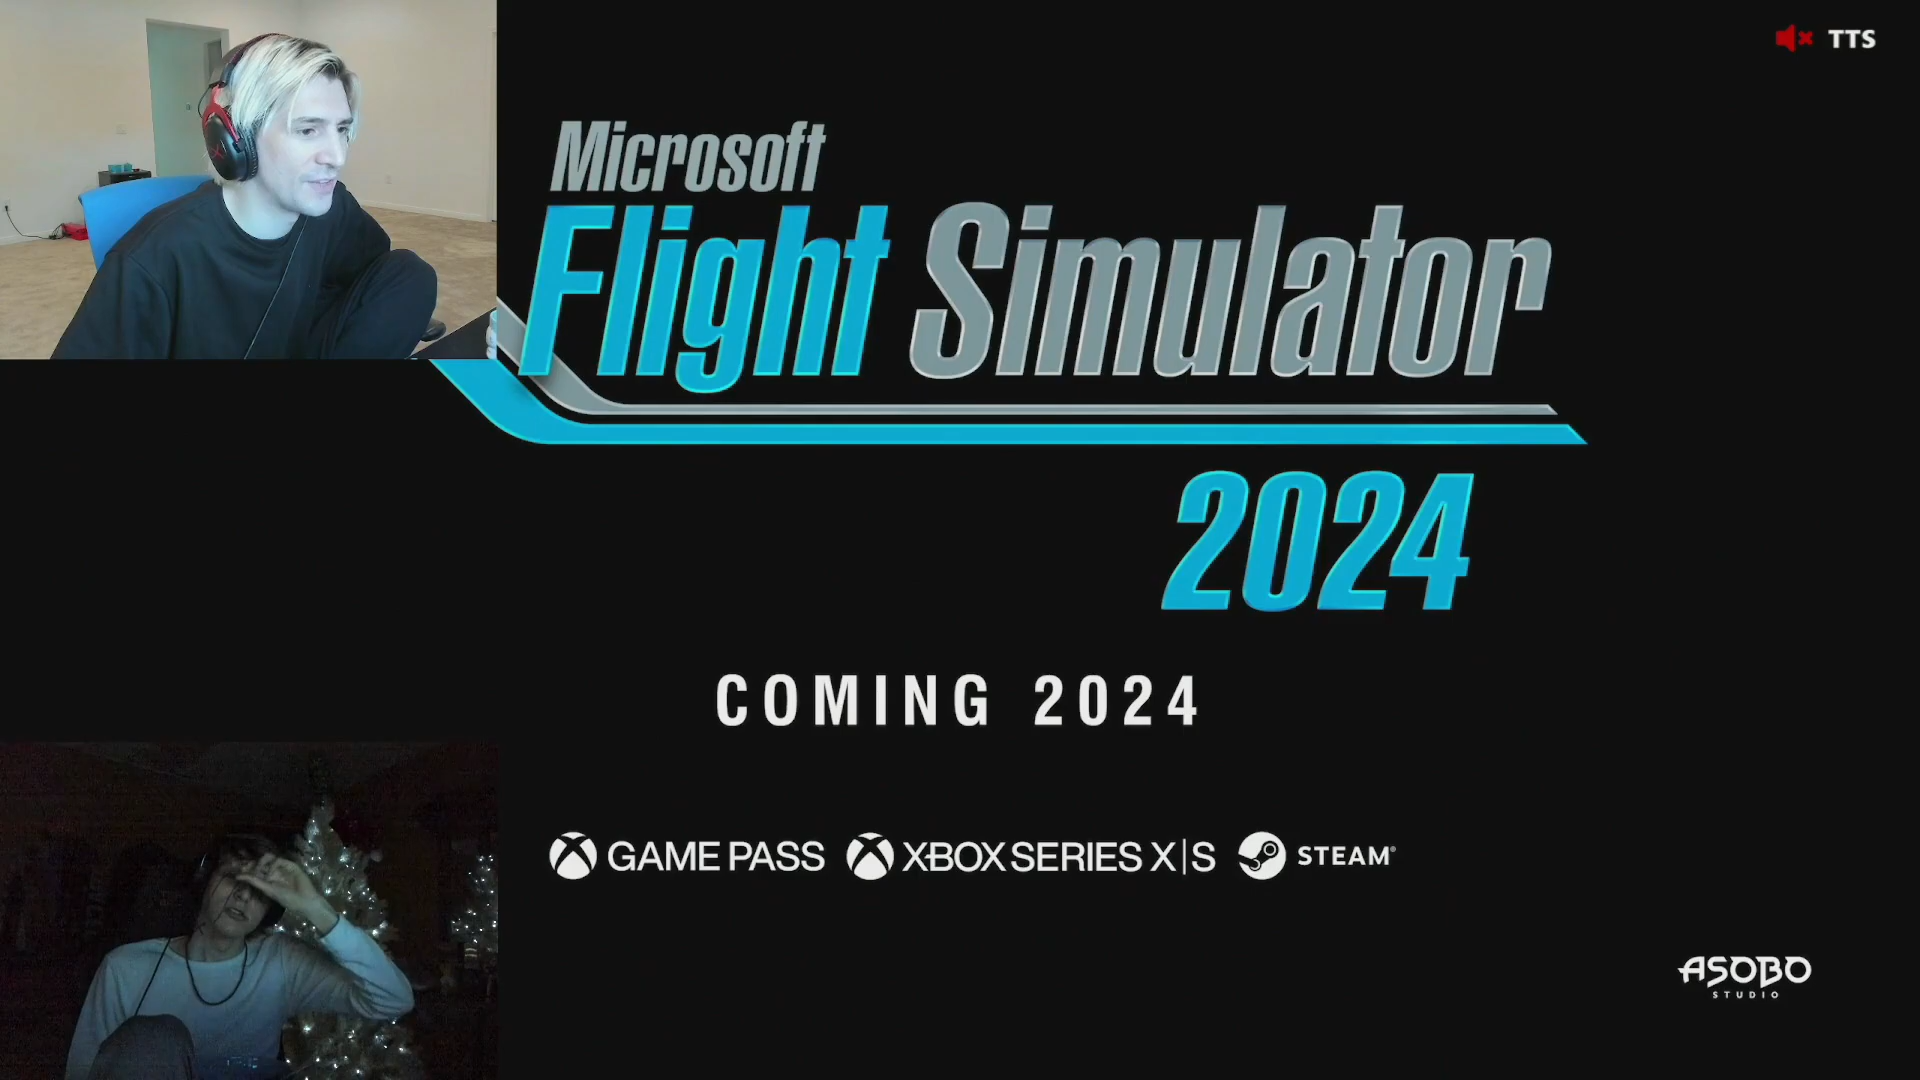 TTS
Microsoft
Flight Simulator
2024
COMING 2024
GAME PASS XBOX SERIES X|S STEAM®
ASOBO
STUDIO